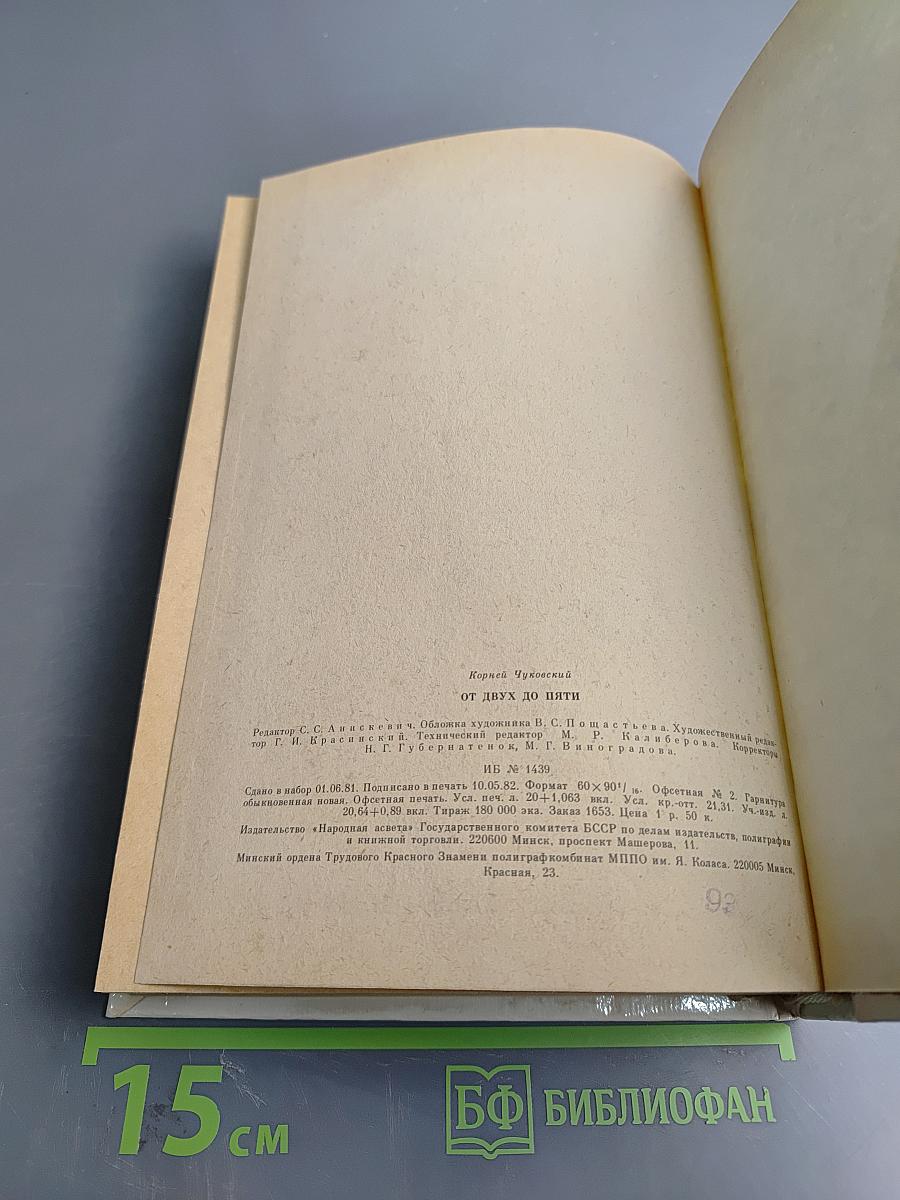 Корней Чуковский
ОТ ДВУХ ДО ПЯТИ
Редактор С. С. Анискевич. Обложка художника В. С. Пощастьева. Художественный редак-
тор Г. И. Красинский. Технический редактор М. Р. Калиберова. Корректоры
Н. Г. Губернатенок, М. Г. Виноградова.
ИБ № 1439
Сдано в набор 01.06.81. Подписано в печать 10.05.82. Формат 60×90 1/16. Офсетная № 2. Гарнитура
обыкновенная новая. Офсетная печать. Усл. печ. л. 20+1,063 вкл. Усл. кр.-отт. 21,31. Уч.-изд. л.
20,64+0,89 вкл. Тираж 180 000 экз. Заказ 1653. Цена 1 р. 50 к.
Издательство «Народная асвета» Государственного комитета БССР по делам издательств, полиграфии
и книжной торговли. 220600 Минск, проспект Машерова, 11.
Минский ордена Трудового Красного Знамени полиграфкомбинат МППО им. Я. Коласа. 220005 Минск,
Красная, 23.
15 см
БФ БИБЛИОФАН